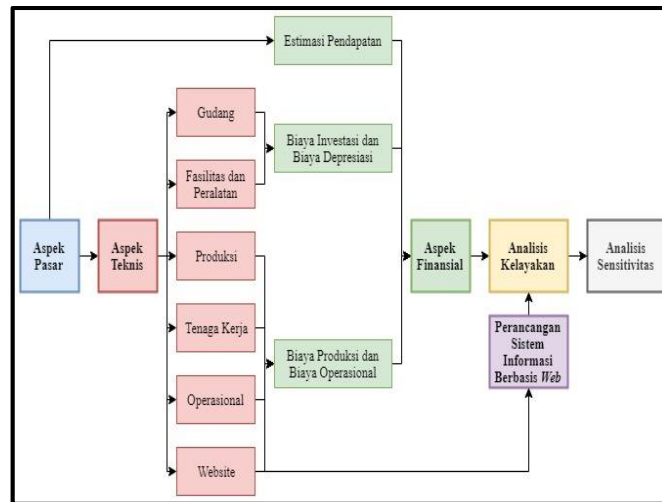 Estimasi Pendapatan
Gudang
Biaya Investasi dan
Biaya Depresiasi
Fasilitas dan
Peralatan
Aspek
Pasar
Aspek
Teknis
Produksi
Aspek
Finansial
Analisis
Kelayakan
Analisis
Sensitivitas
Tenaga Kerja
Biaya Produksi dan
Biaya Operasional
Perancangan
Sistem
Informasi
Berbasis Web
Operasional
Website